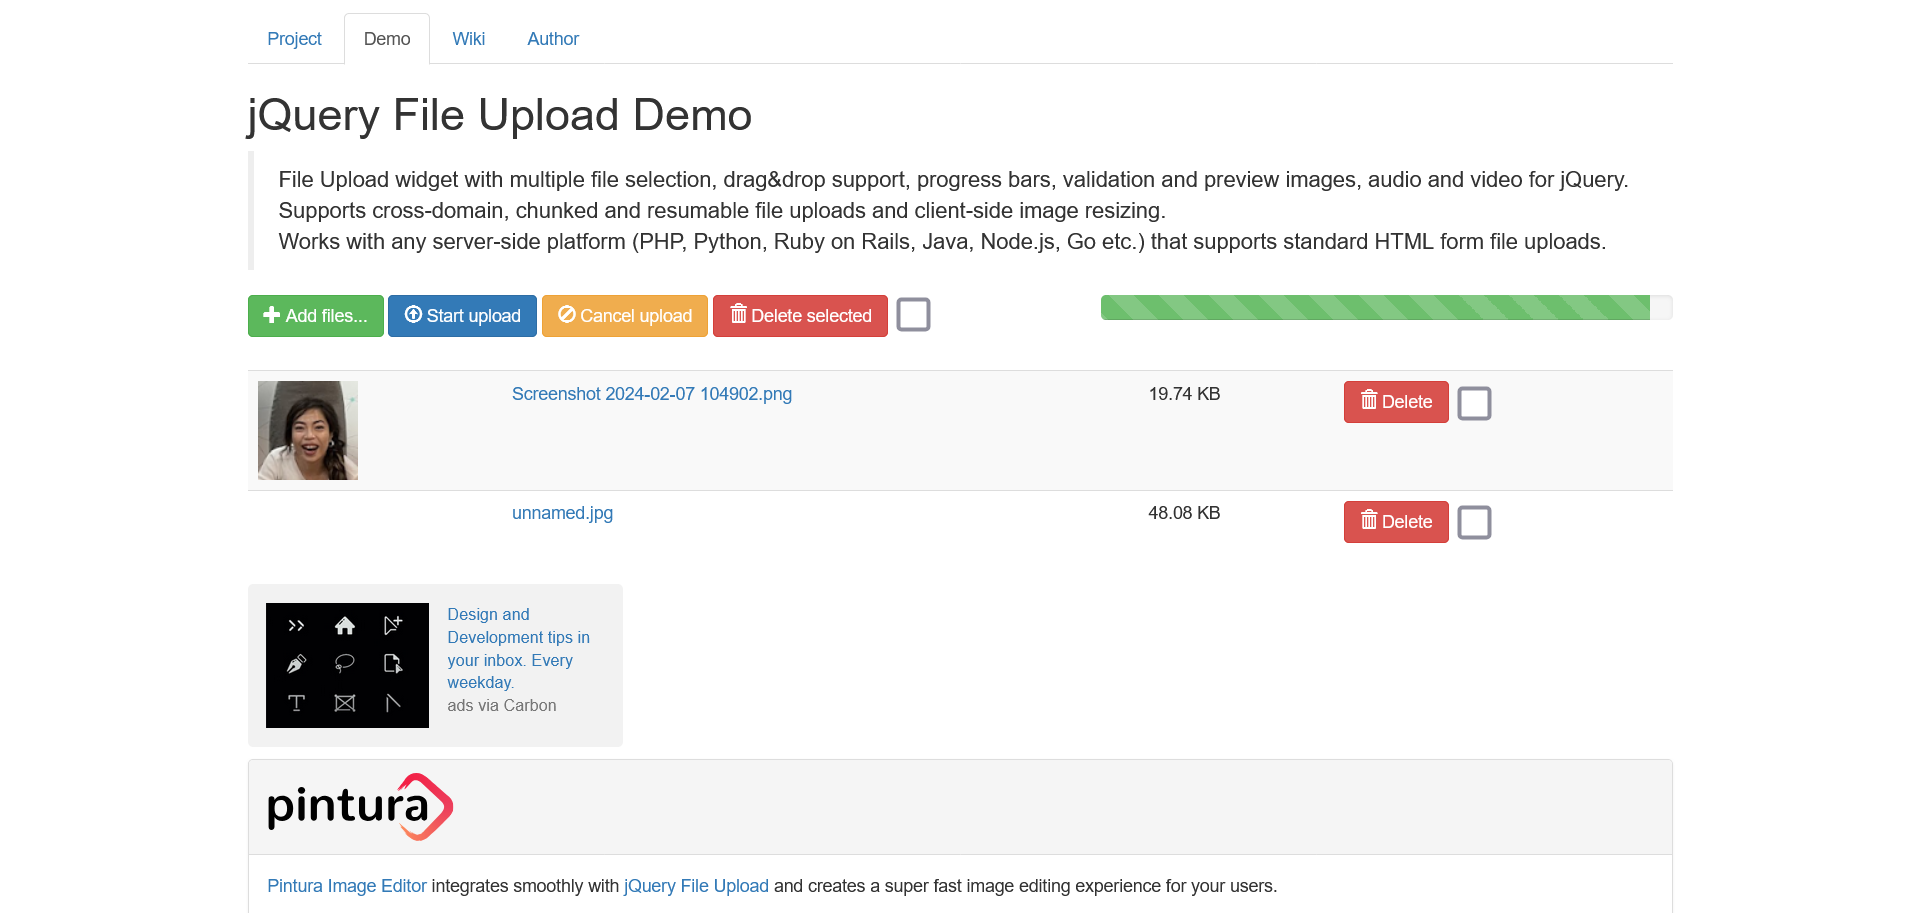 Project Demo Wiki Author
jQuery File Upload Demo
File Upload widget with multiple file selection, drag&drop support, progress bars, validation and preview images, audio and video for jQuery.
Supports cross-domain, chunked and resumable file uploads and client-side image resizing.
Works with any server-side platform (PHP, Python, Ruby on Rails, Java, Node.js, Go etc.) that supports standard HTML form file uploads.
Add files... Start upload Cancel upload Delete selected
Screenshot 2024-02-07 104902.png 19.74 KB Delete
unnamed.jpg 48.08 KB Delete
Design and
Development tips in
your inbox. Every
weekday.
ads via Carbon
pintura
Pintura Image Editor integrates smoothly with jQuery File Upload and creates a super fast image editing experience for your users.